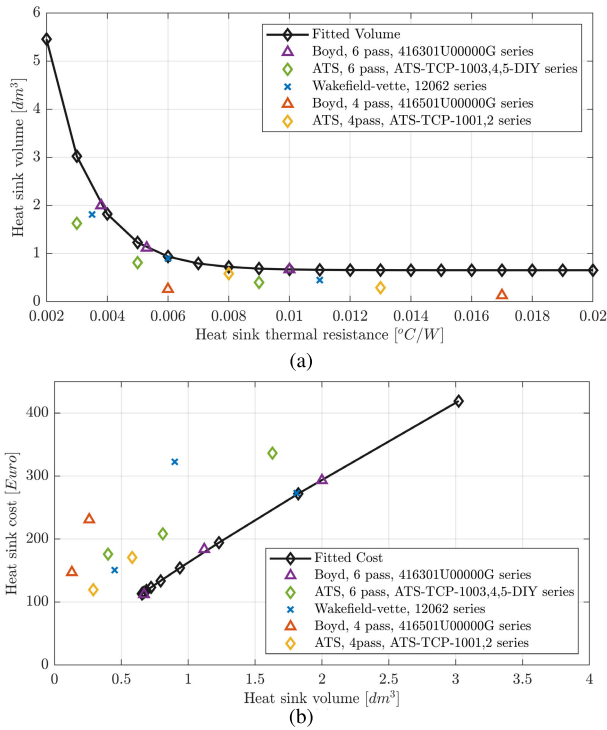 6
5
4
3
2
1
0
Heat sink volume [dm³]
Fitted Volume
Boyd, 6 pass, 416301U00000G series
ATS, 6 pass, ATS-TCP-1003,4,5-DIY series
Wakefield-vette, 12062 series
Boyd, 4 pass, 416501U00000G series
ATS, 4pass, ATS-TCP-1001,2 series
0.002 0.004 0.006 0.008 0.01 0.012 0.014 0.016 0.018 0.02
Heat sink thermal resistance [°C/W]
(a)
400
300
200
100
0
Heat sink cost [Euro]
Fitted Cost
Boyd, 6 pass, 416301U00000G series
ATS, 6 pass, ATS-TCP-1003,4,5-DIY series
Wakefield-vette, 12062 series
Boyd, 4 pass, 416501U00000G series
ATS, 4pass, ATS-TCP-1001,2 series
0 0.5 1 1.5 2 2.5 3 3.5 4
Heat sink volume [dm³]
(b)